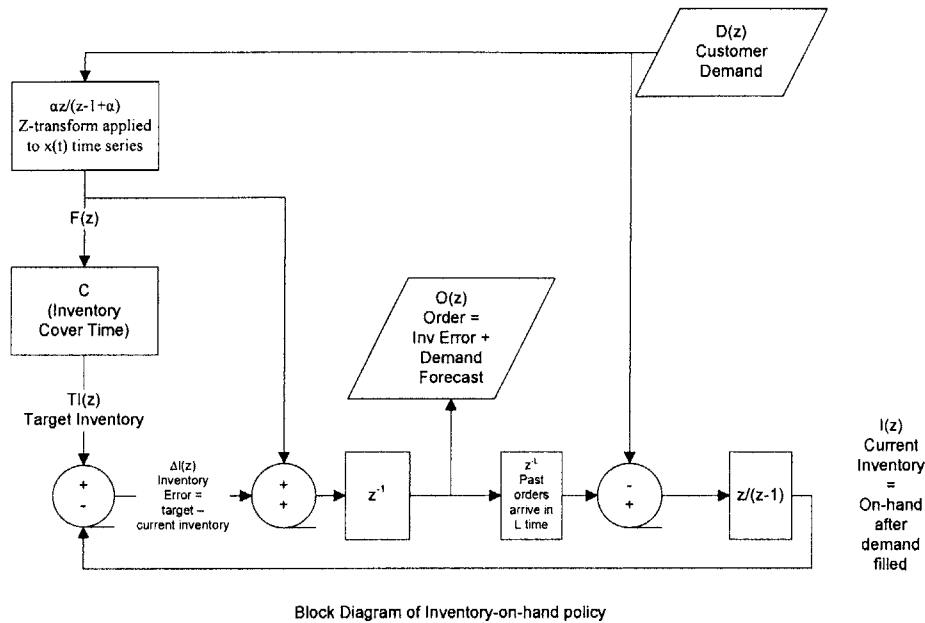 D(z)
Customer
Demand
αz/(z-1+α)
Z-transform applied
to x(t) time series
F(z)
C
(Inventory
Cover Time)
O(z)
Order =
Inv Error +
Demand
Forecast
TI(z)
Target Inventory
+
-
ΔI(z)
Inventory
Error =
target –
current inventory
+
+
z⁻¹
z⁻ᴸ
Past
orders
arrive in
L time
-
+
z/(z-1)
I(z)
Current
Inventory
=
On-hand
after
demand
filled
Block Diagram of Inventory-on-hand policy